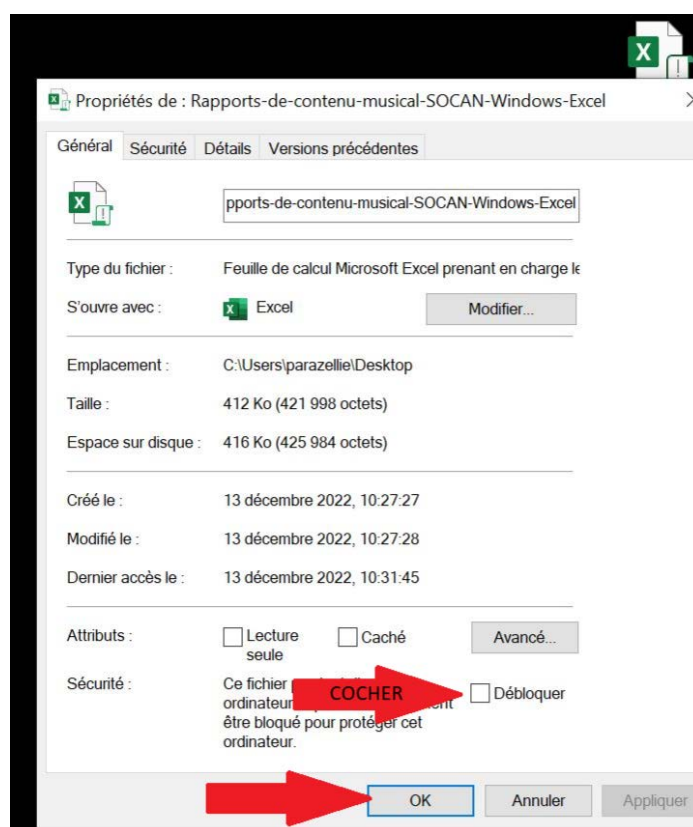 Propriétés de : Rapports-de-contenu-musical-SOCAN-Windows-Excel
Général Sécurité Détails Versions précédentes
pports-de-contenu-musical-SOCAN-Windows-Excel
Type du fichier : Feuille de calcul Microsoft Excel prenant en charge le
S'ouvre avec : Excel Modifier...
Emplacement : C:\Users\parazellie\Desktop
Taille : 412 Ko (421 998 octets)
Espace sur disque : 416 Ko (425 984 octets)
Créé le : 13 décembre 2022, 10:27:27
Modifié le : 13 décembre 2022, 10:27:28
Dernier accès le : 13 décembre 2022, 10:31:45
Attributs : Lecture seule Caché Avancé...
Sécurité : Ce fichier
COCHER Débloquer
ordinateur
être bloqué pour protéger cet
ordinateur.
OK Annuler Appliquer